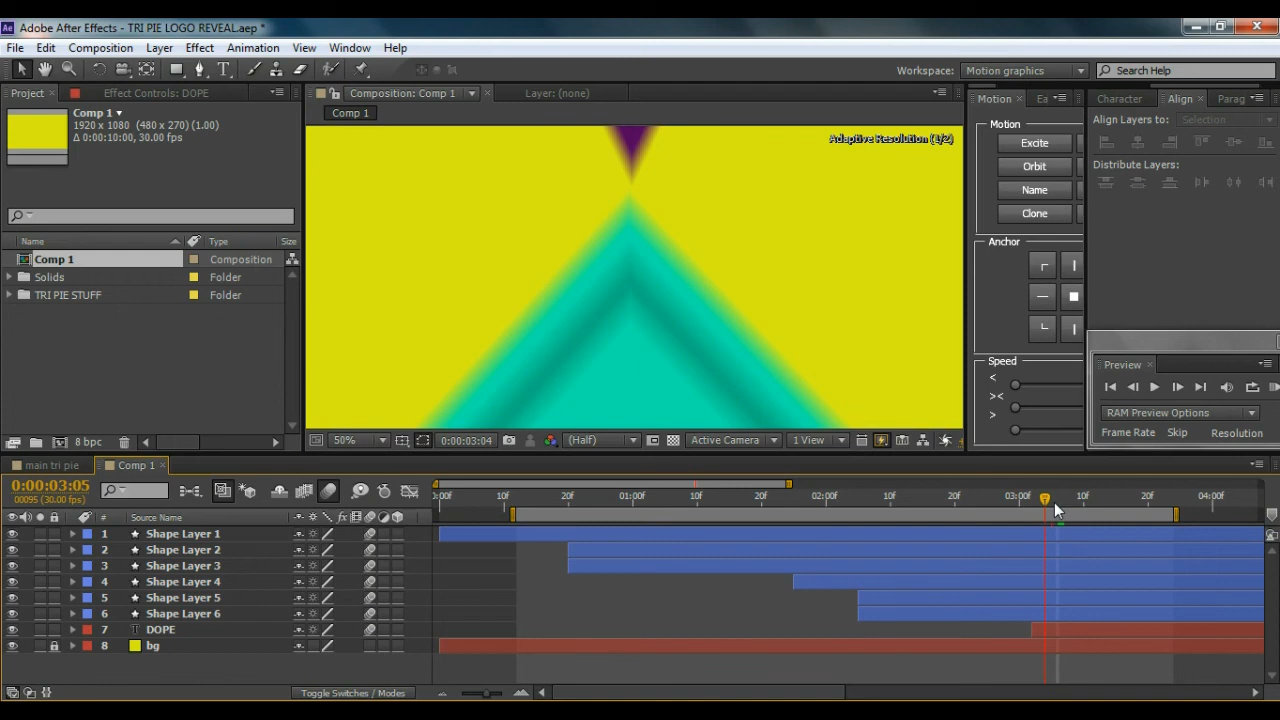 Adobe After Effects - TRI PIE LOGO REVEAL.aep *
File Edit Composition Layer Effect Animation View Window Help
Workspace: Motion graphics Search Help
Project Effect Controls: DOPE
Composition: Comp 1 Layer: (none)
Motion Ea Character Align Parag
Comp 1
1920 x 1080 (480 x 270) (1.00)
Δ 0:00:10:00, 30.00 fps
Comp 1
Adaptive Resolution (1/2)
Motion
Excite
Orbit
Name
Clone
Anchor
Speed
<
><
>
Align Layers to: Selection
Distribute Layers:
Name Type Size
Comp 1 Composition
Solids Folder
TRI PIE STUFF Folder
Preview
RAM Preview Options
Frame Rate Skip Resolution
8 bpc
50% 0:00:03:04 (Half) Active Camera 1 View
main tri pie Comp 1
0:00:03:05
00095 (30.00 fps)
:00f 10f 20f 01:00f 10f 20f 02:00f 10f 20f 03:00f 10f 20f 04:00f
# Source Name fx
1 Shape Layer 1
2 Shape Layer 2
3 Shape Layer 3
4 Shape Layer 4
5 Shape Layer 5
6 Shape Layer 6
7 T DOPE
8 bg
Toggle Switches / Modes